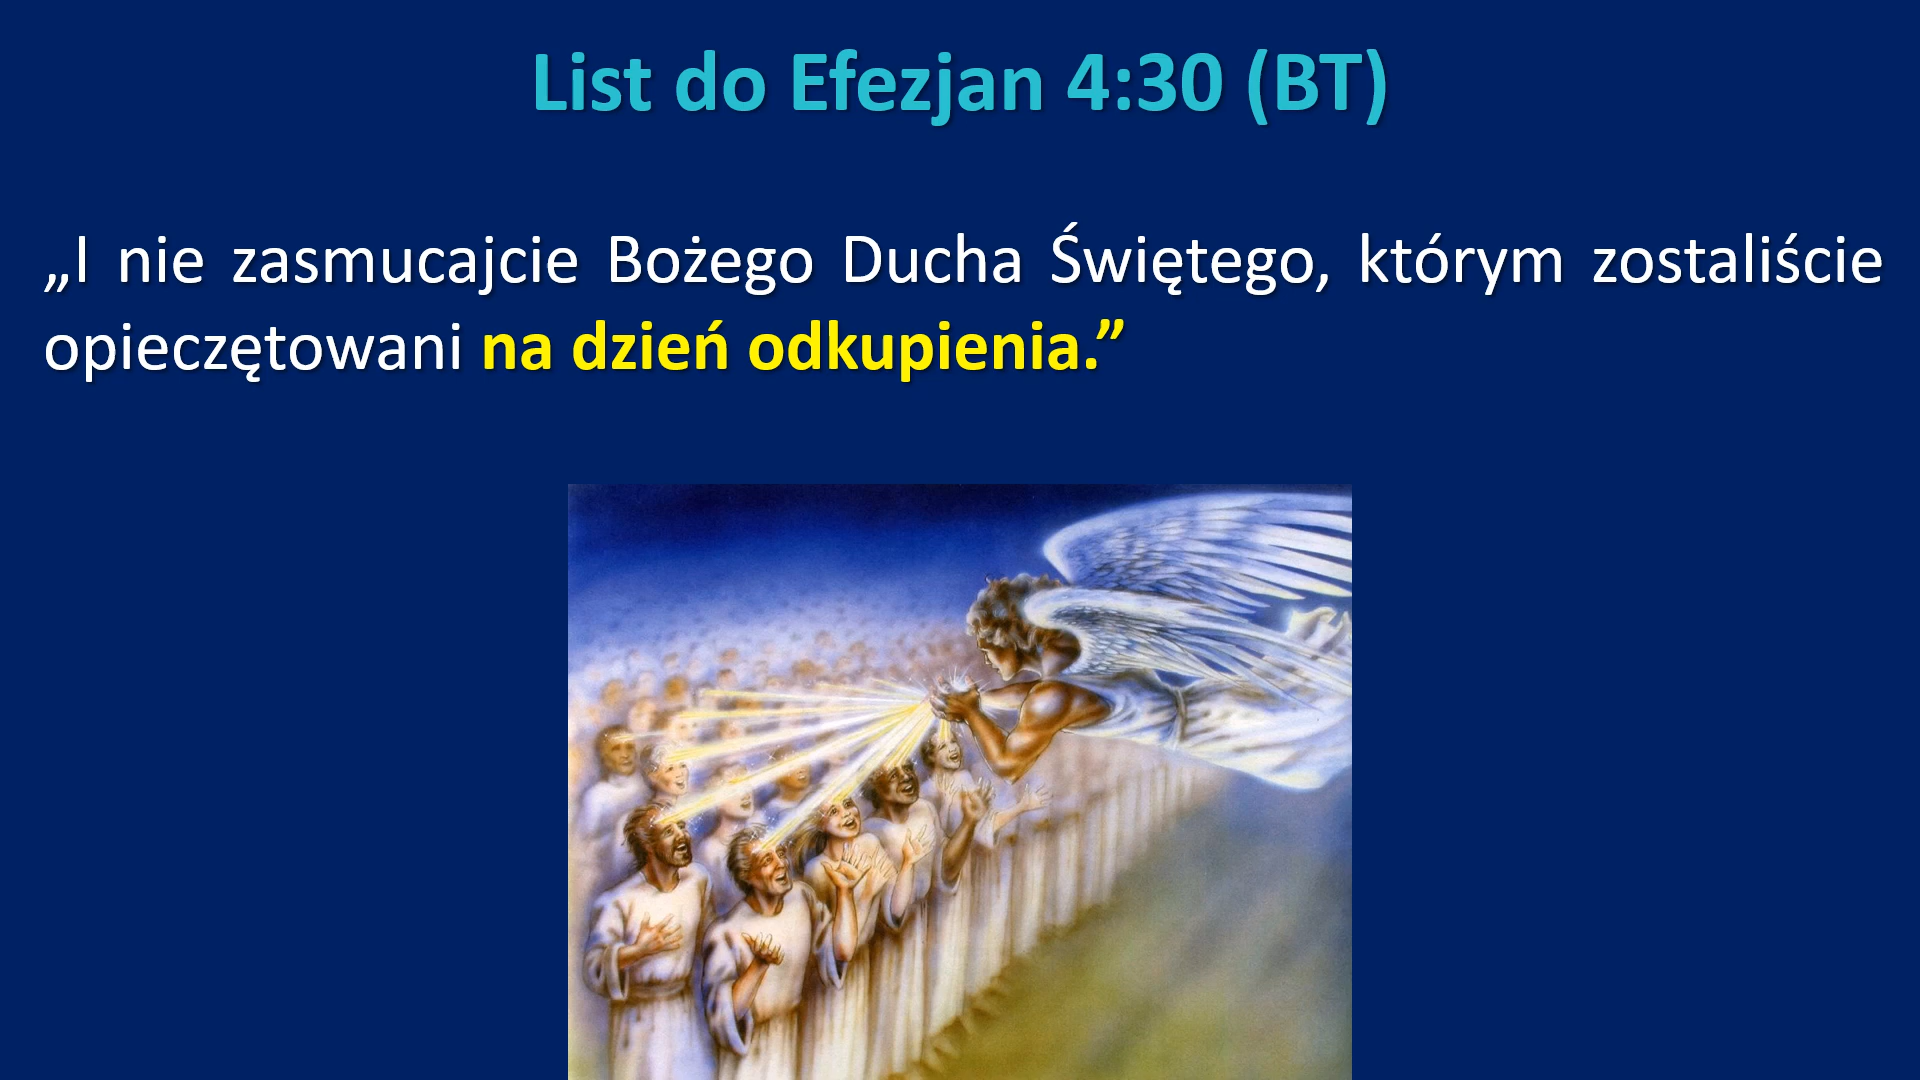 List do Efezjan 4:30 (BT)
„I nie zasmucajcie Bożego Ducha Świętego, którym zostaliście
opieczętowani na dzień odkupienia.”